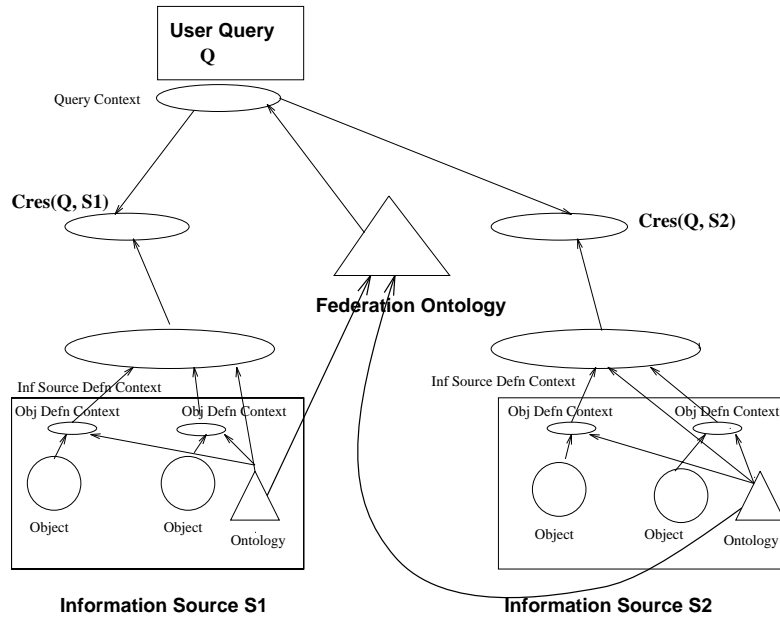 User Query
Q
Query Context
Cres(Q, S1)
Cres(Q, S2)
Federation Ontology
Inf Source Defn Context
Inf Source Defn Context
Obj Defn Context
Obj Defn Context
Obj Defn Context
Obj Defn Context
Object
Object
Ontology
Object
Object
Ontology
Information Source S1
Information Source S2